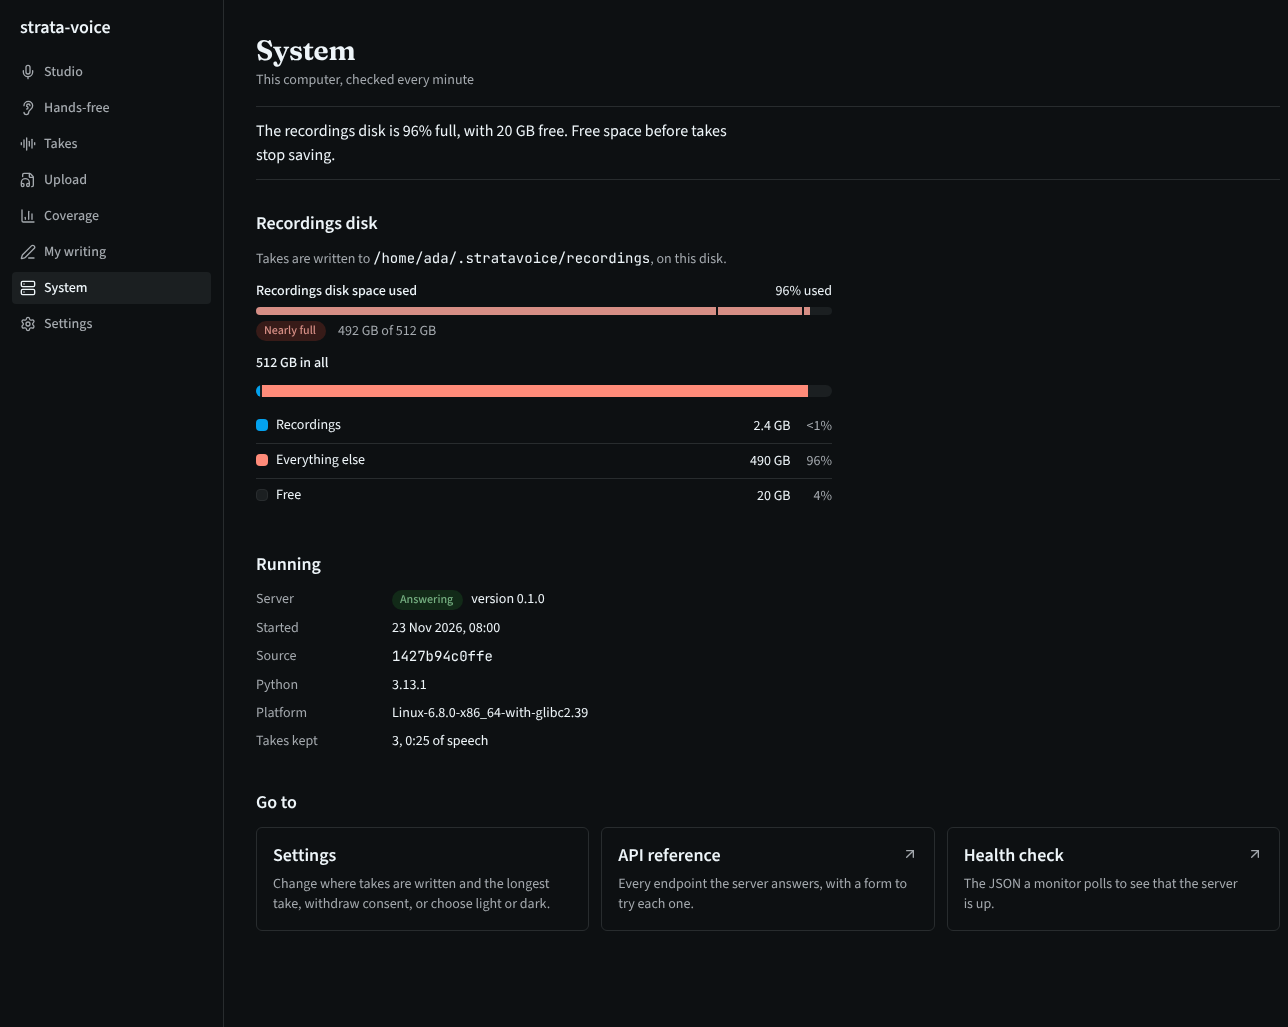 strata-voice
Studio
Hands-free
Takes
Upload
Coverage
My writing
System
Settings
System
This computer, checked every minute
The recordings disk is 96% full, with 20 GB free. Free space before takes
stop saving.
Recordings disk
Takes are written to /home/ada/.stratavoice/recordings, on this disk.
Recordings disk space used 96% used
Nearly full 492 GB of 512 GB
512 GB in all
Recordings 2.4 GB <1%
Everything else 490 GB 96%
Free 20 GB 4%
Running
Server Answering version 0.1.0
Started 23 Nov 2026, 08:00
Source 1427b94c0ffe
Python 3.13.1
Platform Linux-6.8.0-x86_64-with-glibc2.39
Takes kept 3, 0:25 of speech
Go to
Settings
Change where takes are written and the longest
take, withdraw consent, or choose light or dark.
API reference
Every endpoint the server answers, with a form to
try each one.
Health check
The JSON a monitor polls to see that the server
is up.